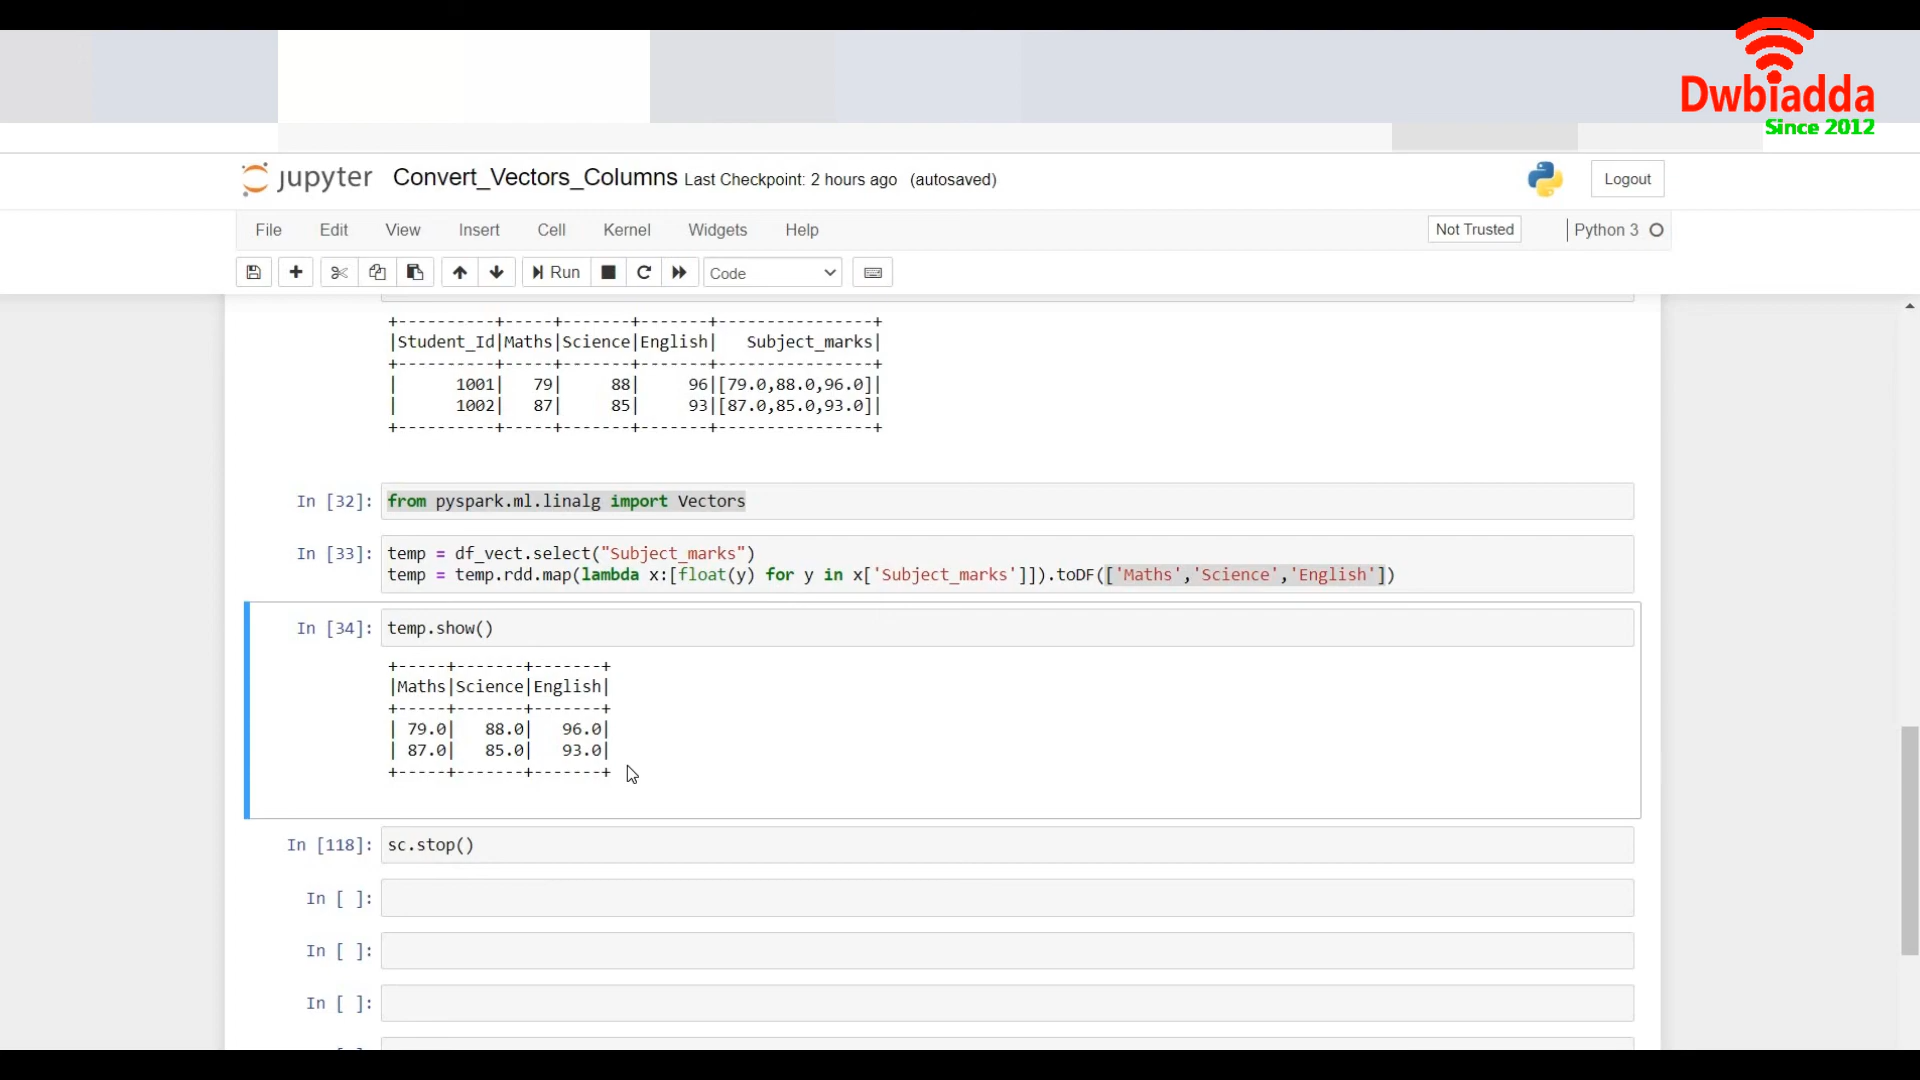 Dwbiadda
Since 2012
jupyter Convert_Vectors_Columns Last Checkpoint: 2 hours ago (autosaved)
Logout
File Edit View Insert Cell Kernel Widgets Help
Not Trusted
Python 3
Run
Code
+----------+-----+-------+-------+----------------+
|Student_Id|Maths|Science|English|   Subject_marks|
+----------+-----+-------+-------+----------------+
|      1001|   79|     88|     96|[79.0,88.0,96.0]|
|      1002|   87|     85|     93|[87.0,85.0,93.0]|
+----------+-----+-------+-------+----------------+
In [32]: from pyspark.ml.linalg import Vectors
In [33]: temp = df_vect.select("Subject_marks")
temp = temp.rdd.map(lambda x:[float(y) for y in x['Subject_marks']]).toDF(['Maths','Science','English'])
In [34]: temp.show()
+-----+-------+-------+
|Maths|Science|English|
+-----+-------+-------+
| 79.0|   88.0|   96.0|
| 87.0|   85.0|   93.0|
+-----+-------+-------+
In [118]: sc.stop()
In [ ]:
In [ ]:
In [ ]: